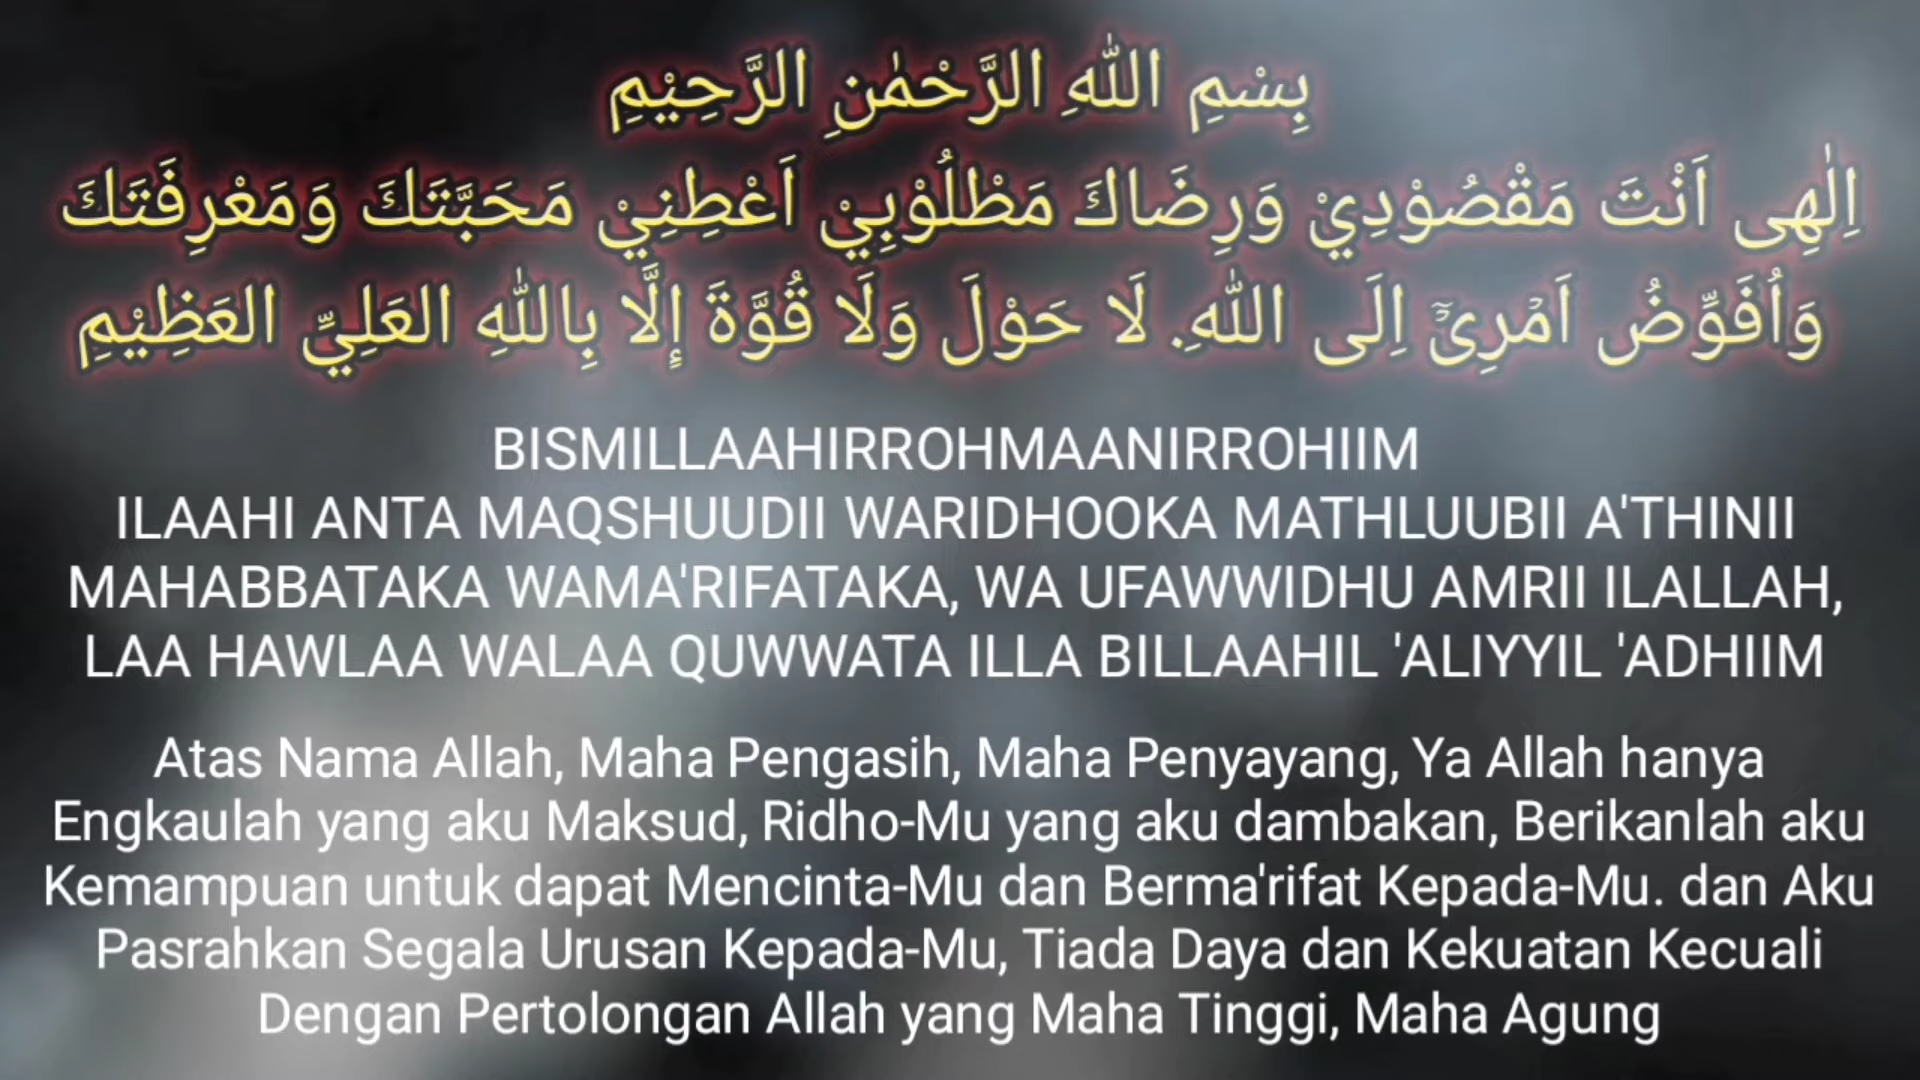 بِسْمِ اللّٰهِ الرَّحْمٰنِ الرَّحِيْمِ
اِلٰهِى اَنْتَ مَقْصُوْدِيْ وَرِضَاكَ مَطْلُوْبِيْ اَعْطِنِيْ مَحَبَّتَكَ وَمَعْرِفَتَكَ
وَاُفَوِّضُ اَمْرِىْٓ اِلَى اللّٰهِ. لَا حَوْلَ وَلَا قُوَّةَ إِلَّا بِاللّٰهِ العَلِيِّ العَظِيْمِ
BISMILLAAHIRROHMAANIRROHIIM
ILAAHI ANTA MAQSHUUDII WARIDHOOKA MATHLUUBII A'THINII
MAHABBATAKA WAMA'RIFATAKA, WA UFAWWIDHU AMRII ILALLAH,
LAA HAWLAA WALAA QUWWATA ILLA BILLAAHIL 'ALIYYIL 'ADHIIM
Atas Nama Allah, Maha Pengasih, Maha Penyayang, Ya Allah hanya
Engkaulah yang aku Maksud, Ridho-Mu yang aku dambakan, Berikanlah aku
Kemampuan untuk dapat Mencinta-Mu dan Berma'rifat Kepada-Mu. dan Aku
Pasrahkan Segala Urusan Kepada-Mu, Tiada Daya dan Kekuatan Kecuali
Dengan Pertolongan Allah yang Maha Tinggi, Maha Agung